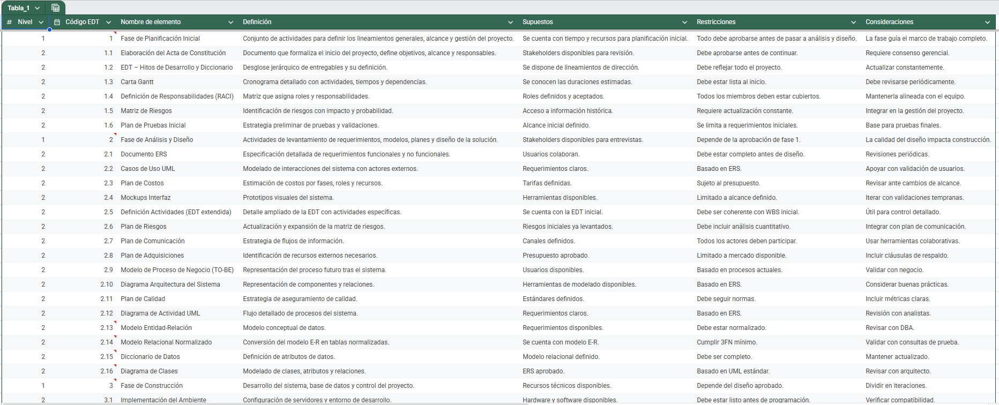 Tabla_1
# Nivel Código EDT Nombre de elemento Definición Supuestos Restricciones Consideraciones
1 1 Fase de Planificación Inicial Conjunto de actividades para definir los lineamientos generales, alcance y gestión del proyecto. Se cuenta con tiempo y recursos para planificación inicial. Todo debe aprobarse antes de pasar a análisis y diseño. La fase guía el marco de trabajo completo.
2 1.1 Elaboración del Acta de Constitución Documento que formaliza el inicio del proyecto, define objetivos, alcance y responsables. Stakeholders disponibles para revisión. Debe aprobarse antes de continuar. Requiere consenso gerencial.
2 1.2 EDT – Hitos de Desarrollo y Diccionario Desglose jerárquico de entregables y su definición. Se dispone de lineamientos de dirección. Debe reflejar todo el proyecto. Actualizar constantemente.
2 1.3 Carta Gantt Cronograma detallado con actividades, tiempos y dependencias. Se conocen las duraciones estimadas. Debe estar lista al inicio. Debe revisarse periódicamente.
2 1.4 Definición de Responsabilidades (RACI) Matriz que asigna roles y responsabilidades. Roles definidos y aceptados. Todos los miembros deben estar cubiertos. Mantenerla alineada con el equipo.
2 1.5 Matriz de Riesgos Identificación de riesgos con impacto y probabilidad. Acceso a información histórica. Requiere actualización constante. Integrar en la gestión del proyecto.
2 1.6 Plan de Pruebas Inicial Estrategia preliminar de pruebas y validaciones. Alcance inicial definido. Se limita a requerimientos iniciales. Base para pruebas finales.
1 2 Fase de Análisis y Diseño Actividades de levantamiento de requerimientos, modelos, planes y diseño de la solución. Stakeholders disponibles para entrevistas. Depende de la aprobación de fase 1. La calidad del diseño impacta construcción.
2 2.1 Documento ERS Especificación detallada de requerimientos funcionales y no funcionales. Usuarios colaboran. Debe estar completo antes de diseño. Revisiones periódicas.
2 2.2 Casos de Uso UML Modelado de interacciones del sistema con actores externos. Requerimientos claros. Basado en ERS. Apoyar con validación de usuarios.
2 2.3 Plan de Costos Estimación de costos por fases, roles y recursos. Tarifas definidas. Sujeto al presupuesto. Revisar ante cambios de alcance.
2 2.4 Mockups Interfaz Prototipos visuales del sistema. Herramientas disponibles. Limitado a alcance definido. Iterar con validaciones tempranas.
2 2.5 Definición Actividades (EDT extendida) Detalle ampliado de la EDT con actividades específicas. Se cuenta con la EDT inicial. Debe ser coherente con WBS inicial. Útil para control detallado.
2 2.6 Plan de Riesgos Actualización y expansión de la matriz de riesgos. Riesgos iniciales ya levantados. Debe incluir análisis cuantitativo. Integrar con plan de comunicación.
2 2.7 Plan de Comunicación Estrategia de flujos de información. Canales definidos. Todos los actores deben participar. Usar herramientas colaborativas.
2 2.8 Plan de Adquisiciones Identificación de recursos externos necesarios. Presupuesto aprobado. Limitado a mercado disponible. Incluir cláusulas de respaldo.
2 2.9 Modelo de Proceso de Negocio (TO-BE) Representación del proceso futuro tras el sistema. Usuarios disponibles. Basado en procesos actuales. Validar con negocio.
2 2.10 Diagrama Arquitectura del Sistema Representación de componentes y relaciones. Herramientas de modelado disponibles. Basado en ERS. Considerar buenas prácticas.
2 2.11 Plan de Calidad Estrategia de aseguramiento de calidad. Estándares definidos. Debe seguir normas. Incluir métricas claras.
2 2.12 Diagrama de Actividad UML Flujo detallado de procesos del sistema. Requerimientos claros. Basado en ERS. Revisión con analistas.
2 2.13 Modelo Entidad-Relación Modelo conceptual de datos. Requerimientos disponibles. Debe estar normalizado. Revisar con DBA.
2 2.14 Modelo Relacional Normalizado Conversión del modelo E-R en tablas normalizadas. Se cuenta con modelo E-R. Cumplir 3FN mínimo. Validar con consultas de prueba.
2 2.15 Diccionario de Datos Definición de atributos de datos. Modelo relacional definido. Debe ser completo. Mantener actualizado.
2 2.16 Diagrama de Clases Modelado de clases, atributos y relaciones. ERS aprobado. Basado en UML estándar. Revisar con arquitecto.
1 3 Fase de Construcción Desarrollo del sistema, base de datos y control del proyecto. Recursos técnicos disponibles. Depende del diseño aprobado. Dividir en iteraciones.
2 3.1 Implementación del Ambiente Configuración de servidores y entorno de desarrollo. Hardware y software disponibles. Debe estar listo antes de programación. Verificar compatibilidad.